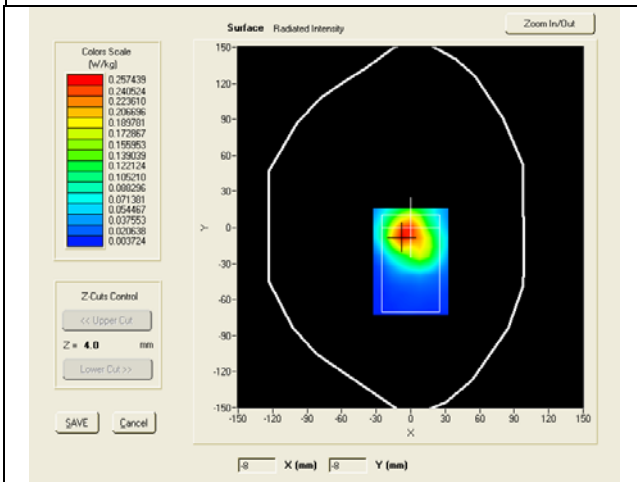 Surface Radiated Intensity
Zoom In/Out
Colors Scale
(W/kg)
0.257439
0.240524
0.223610
0.206696
0.189781
0.172867
0.155953
0.139039
0.122124
0.105210
0.088296
0.071381
0.054467
0.037553
0.020638
0.003724
150
120
90
60
30
0
-30
-60
-90
-120
-150
Y
-150 -120 -90 -60 -30 0 30 60 90 120 150
X
Z-Cuts Control
<< Upper Cut
Z = 4.0 mm
Lower Cut >>
SAVE Cancel
-8 X (mm) -8 Y (mm)